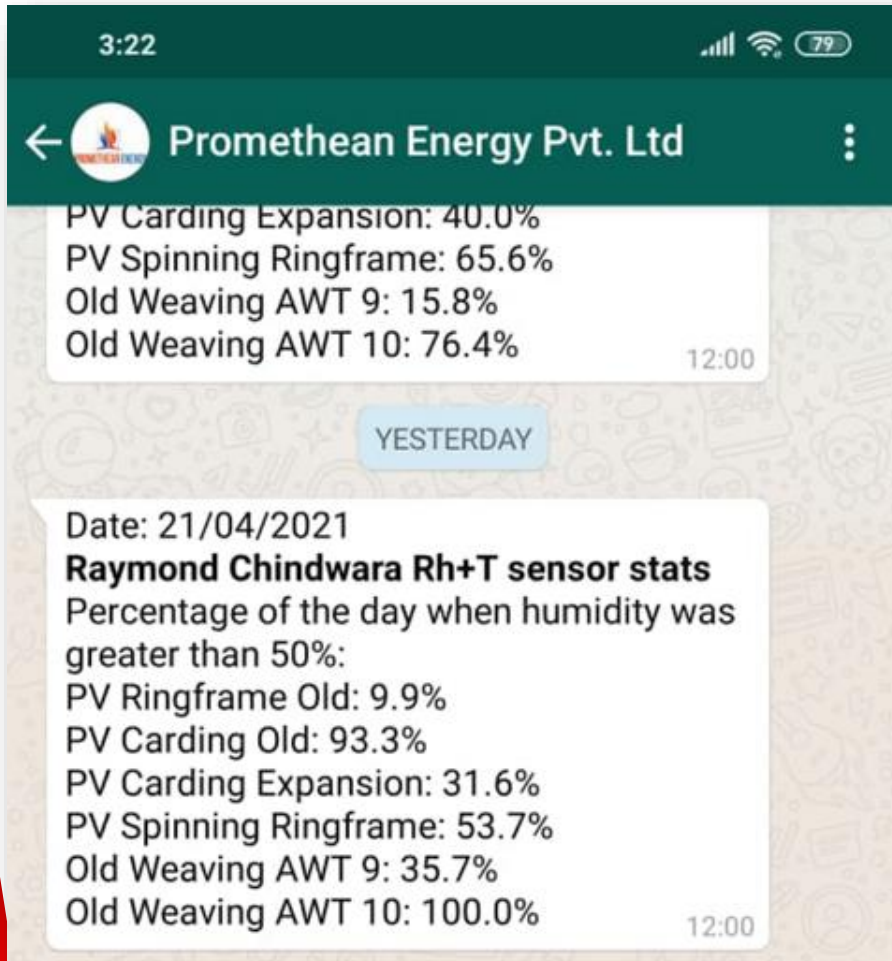 3:22
79
Promethean Energy Pvt. Ltd
PROMETHEAN ENERGY
PV Carding Expansion: 40.0%
PV Spinning Ringframe: 65.6%
Old Weaving AWT 9: 15.8%
Old Weaving AWT 10: 76.4%
12:00
YESTERDAY
Date: 21/04/2021
Raymond Chindwara Rh+T sensor stats
Percentage of the day when humidity was
greater than 50%:
PV Ringframe Old: 9.9%
PV Carding Old: 93.3%
PV Carding Expansion: 31.6%
PV Spinning Ringframe: 53.7%
Old Weaving AWT 9: 35.7%
Old Weaving AWT 10: 100.0%
12:00